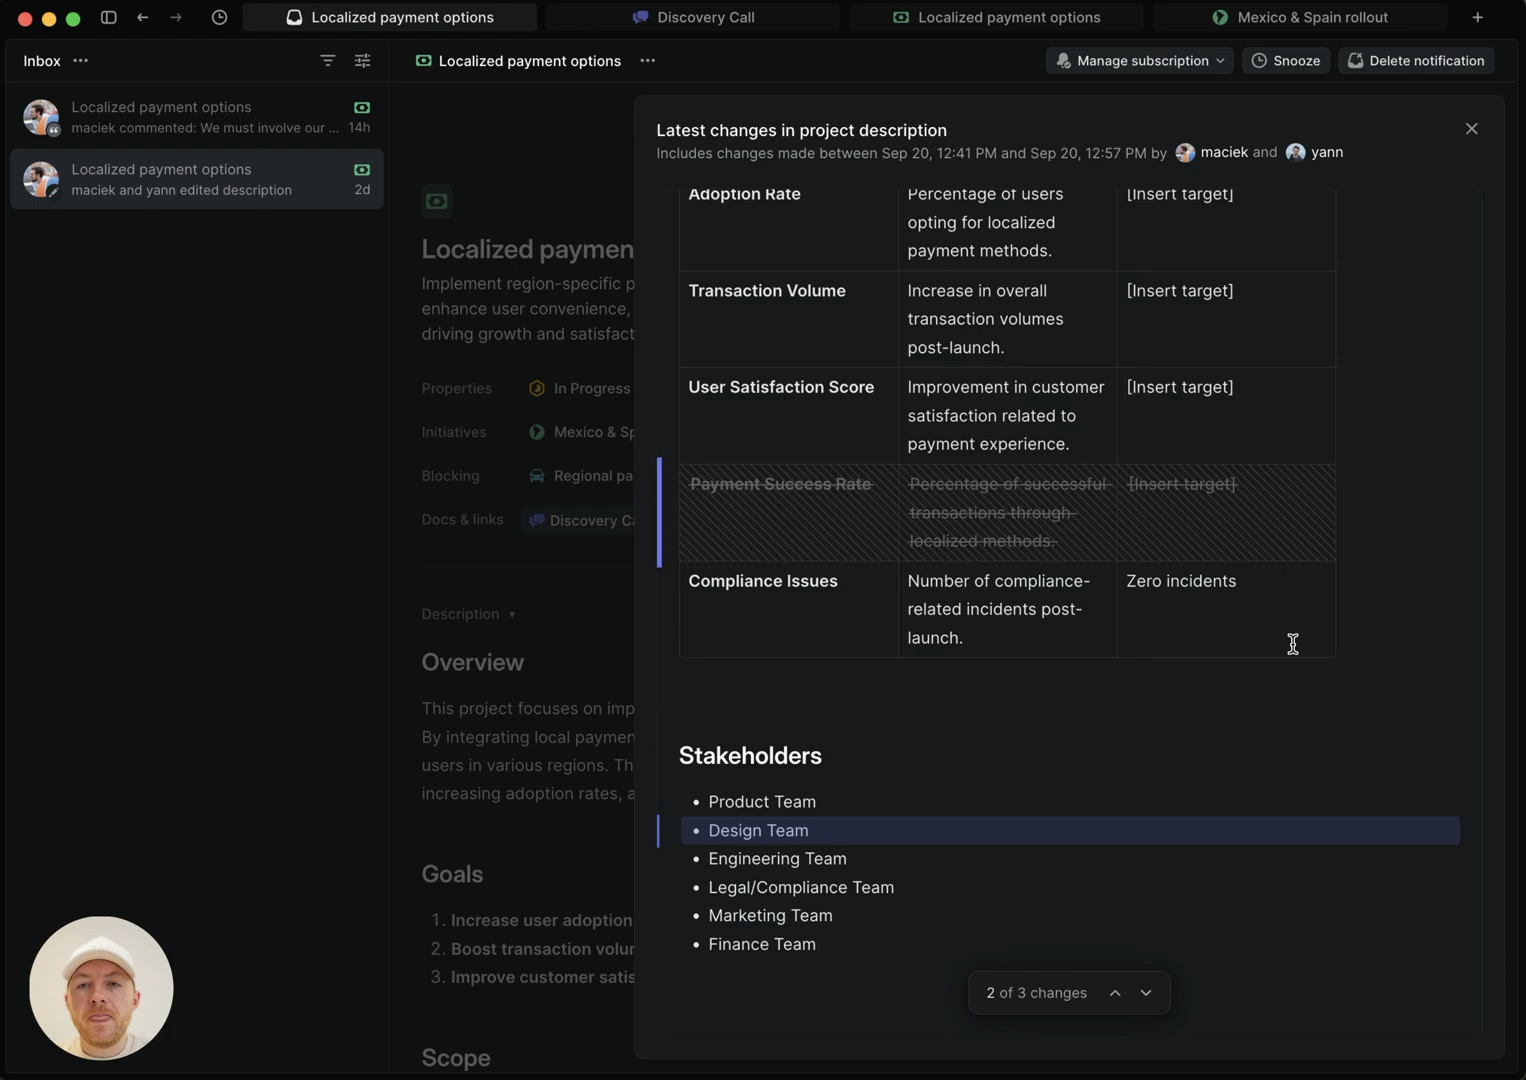 Localized payment options
Discovery Call
Localized payment options
Mexico & Spain rollout
Inbox
Localized payment options
Manage subscription
Snooze
Delete notification
Localized payment options
maciek commented: We must involve our ...
14h
Localized payment options
maciek and yann edited description
2d
Localized paymen
Implement region-specific p
enhance user convenience,
driving growth and satisfact
Properties
In Progress
Initiatives
Mexico & Sp
Blocking
Regional pa
Docs & links
Discovery Ca
Description
Overview
This project focuses on imp
By integrating local paymen
users in various regions. Th
increasing adoption rates, a
Goals
1. Increase user adoption
2. Boost transaction volur
3. Improve customer satis
Scope
Latest changes in project description
Includes changes made between Sep 20, 12:41 PM and Sep 20, 12:57 PM by maciek and yann
Adoption Rate
Percentage of users
opting for localized
payment methods.
[Insert target]
Transaction Volume
Increase in overall
transaction volumes
post-launch.
[Insert target]
User Satisfaction Score
Improvement in customer
satisfaction related to
payment experience.
[Insert target]
Payment Success Rate
Percentage of successful
transactions through
localized methods.
[Insert target]
Compliance Issues
Number of compliance-
related incidents post-
launch.
Zero incidents
Stakeholders
• Product Team
• Design Team
• Engineering Team
• Legal/Compliance Team
• Marketing Team
• Finance Team
2 of 3 changes